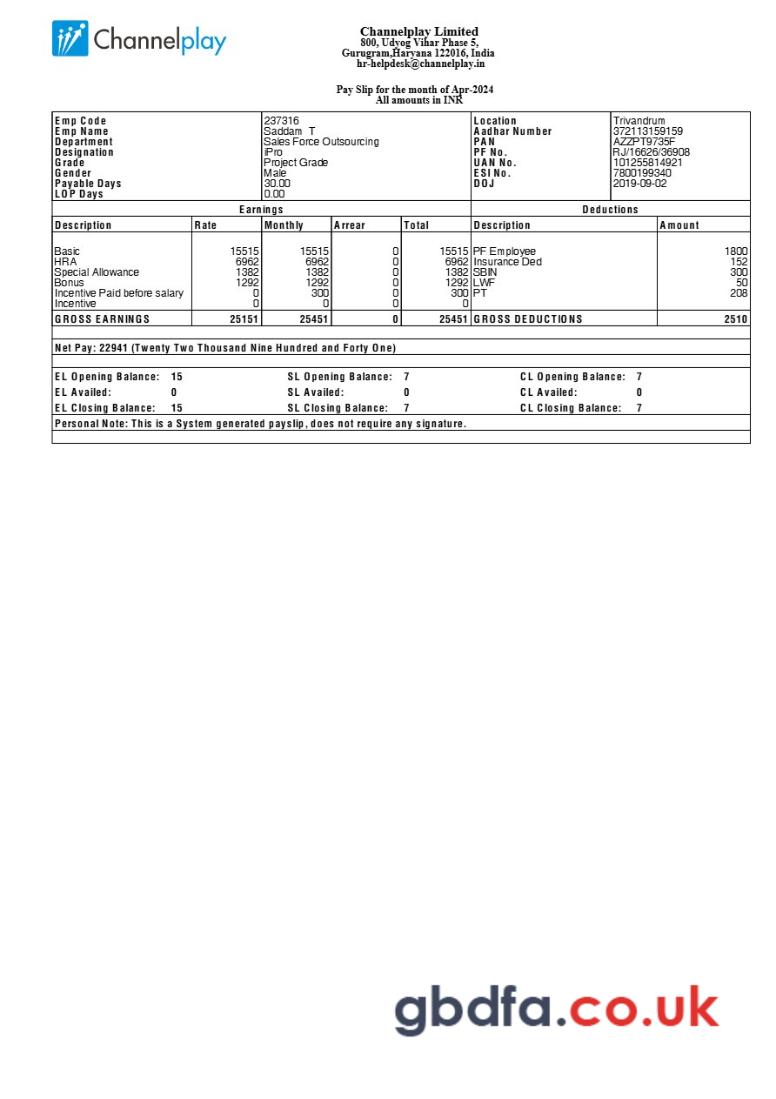 Channelplay
Channelplay Limited
800, Udyog Vihar Phase 5,
Gurugram,Haryana 122016, India
hr-helpdesk@channelplay.in
Pay Slip for the month of Apr-2024
All amounts in INR
Emp Code 237316 Location Trivandrum
Emp Name Saddam T Aadhar Number 372113159159
Department Sales Force Outsourcing PAN AZZPT9735F
Designation iPro PF No. RJ/16626/36908
Grade Project Grade UAN No. 101255814921
Gender Male ESI No. 7800199340
Payable Days 30.00 DOJ 2019-09-02
LOP Days 0.00
Earnings Deductions
Description Rate Monthly Arrear Total Description Amount
Basic 15515 15515 0 15515 PF Employee 1800
HRA 6962 6962 0 6962 Insurance Ded 152
Special Allowance 1382 1382 0 1382 SBIN 300
Bonus 1292 1292 0 1292 LWF 50
Incentive Paid before salary 0 300 0 300 PT 208
Incentive 0 0 0 0
GROSS EARNINGS 25151 25451 0 25451 GROSS DEDUCTIONS 2510
Net Pay: 22941 (Twenty Two Thousand Nine Hundred and Forty One)
EL Opening Balance: 15 SL Opening Balance: 7 CL Opening Balance: 7
EL Availed: 0 SL Availed: 0 CL Availed: 0
EL Closing Balance: 15 SL Closing Balance: 7 CL Closing Balance: 7
Personal Note: This is a System generated payslip, does not require any signature.
gbdfa.co.uk